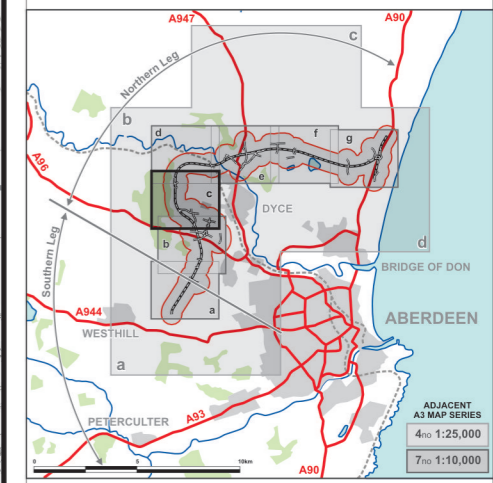 A947
A90
c
Northern Leg
b
d
f
g
A96
e
c
DYCE
b
d
Southern Leg
BRIDGE OF DON
a
A944
ABERDEEN
WESTHILL
a
ADJACENT
A3 MAP SERIES
4no 1:25,000
PETERCULTER
A93
7no 1:10,000
0 5 10km
A90